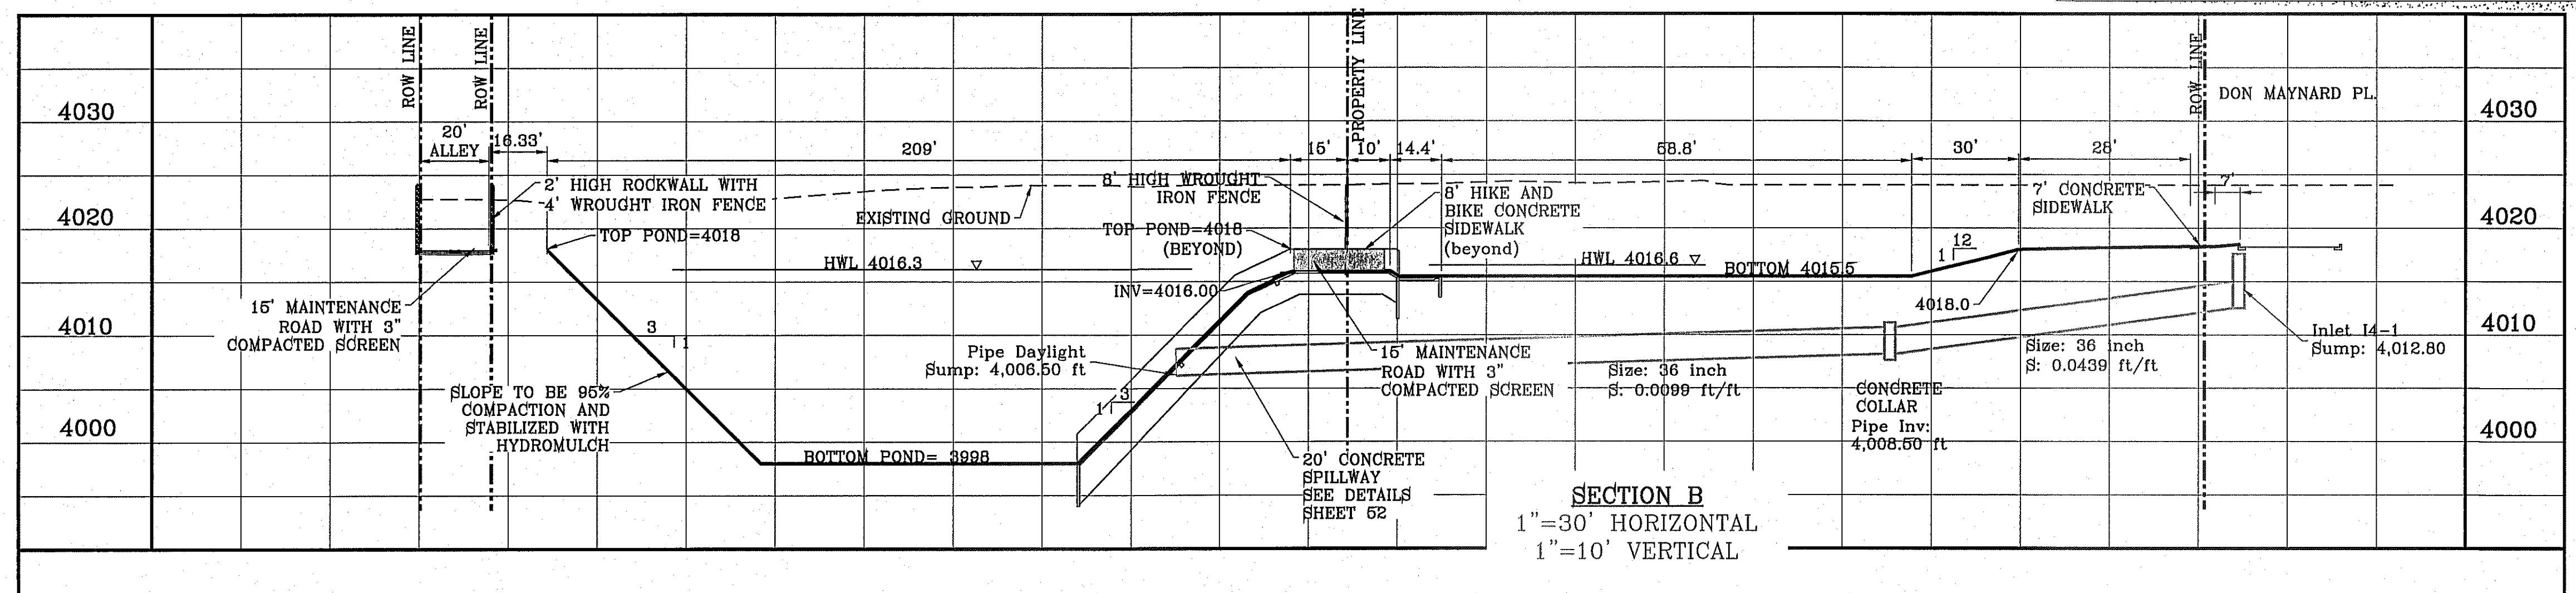 ROW LINE
ROW LINE
PROPERTY LINE
ROW LINE
DON MAYNARD PL.
4030
4030
20'
ALLEY
16.33'
209'
15'
10'
14.4'
30'
28'
7'
2' HIGH ROCKWALL WITH
4' WROUGHT IRON FENCE
EXISTING GROUND
8' HIGH WROUGHT
IRON FENCE
8' HIKE AND
BIKE CONCRETE
SIDEWALK
(beyond)
7' CONCRETE
SIDEWALK
4020
4020
TOP POND=4018
TOP POND=4018
(BEYOND)
HWL 4016.3
HWL 4016.6
BOTTOM 4015.5
12
1
INV=4016.00
4018.0
15' MAINTENANCE
ROAD WITH 3"
COMPACTED SCREEN
4010
4010
3
1
Pipe Daylight
Sump: 4,006.50 ft
15' MAINTENANCE
ROAD WITH 3"
COMPACTED SCREEN
Size: 36 inch
S: 0.0099 ft/ft
Size: 36 inch
S: 0.0439 ft/ft
Inlet I4-1
Sump: 4,012.80
SLOPE TO BE 95%
COMPACTION AND
STABILIZED WITH
HYDROMULCH
3
1
CONCRETE
COLLAR
Pipe Inv:
4,008.50 ft
4000
4000
BOTTOM POND= 3998
20' CONCRETE
SPILLWAY
SEE DETAILS
SHEET 52
SECTION B
1"=30' HORIZONTAL
1"=10' VERTICAL